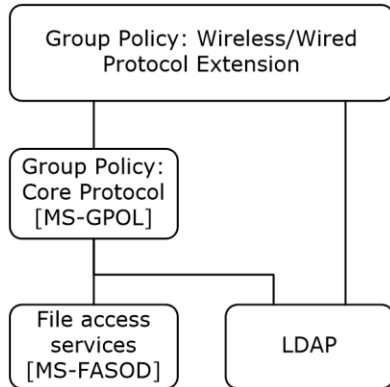 Group Policy: Wireless/Wired
Protocol Extension
Group Policy:
Core Protocol
[MS-GPOL]
File access
services
[MS-FASOD]
LDAP